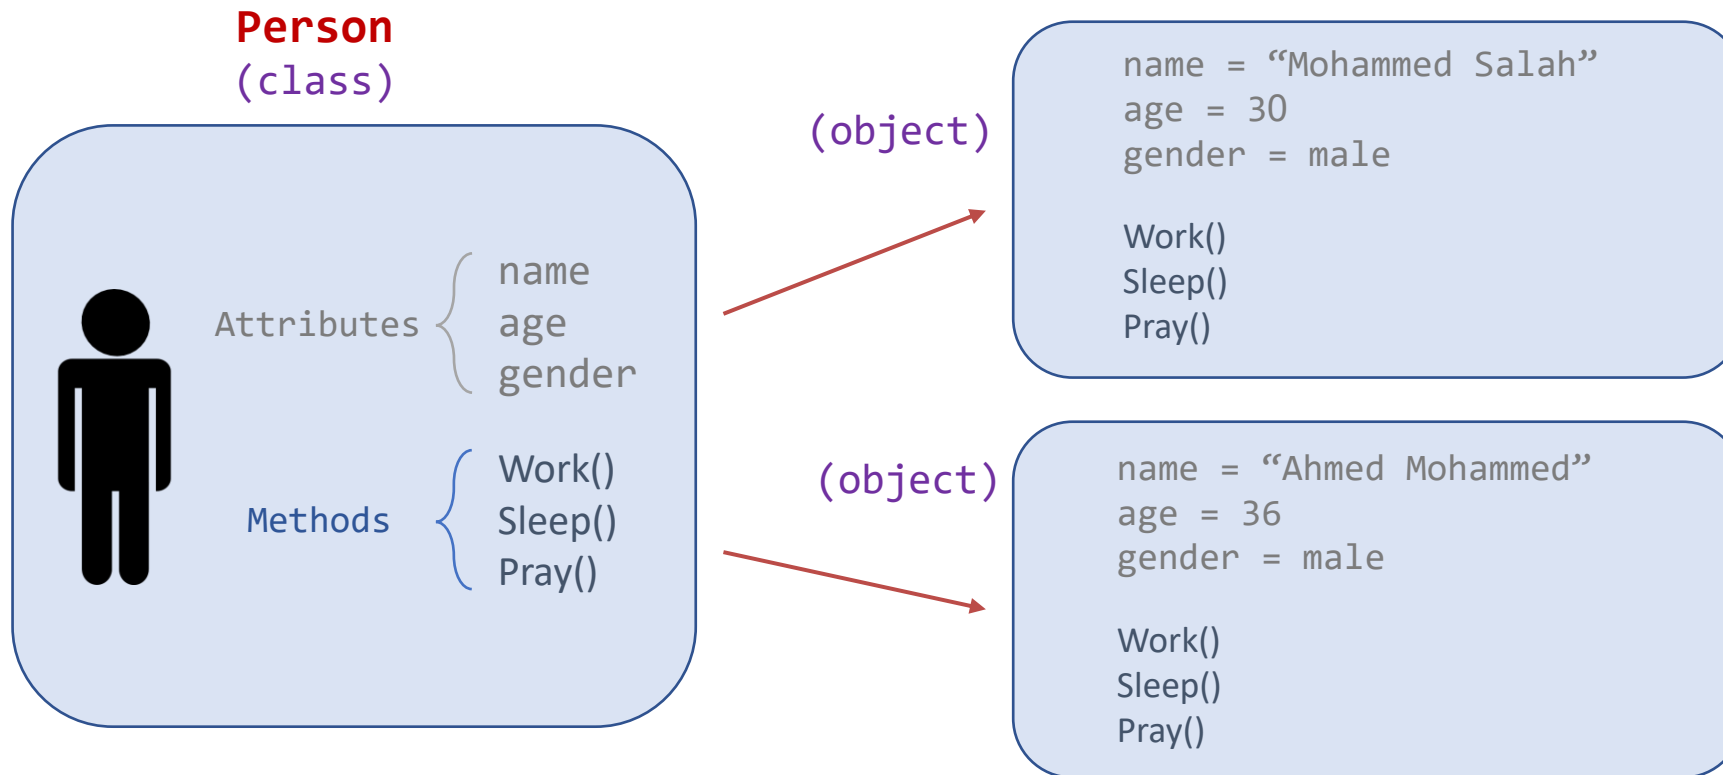 Person
(class)
Attributes
name
age
gender
Methods
Work()
Sleep()
Pray()
(object)
name = “Mohammed Salah”
age = 30
gender = male
Work()
Sleep()
Pray()
(object)
name = “Ahmed Mohammed”
age = 36
gender = male
Work()
Sleep()
Pray()